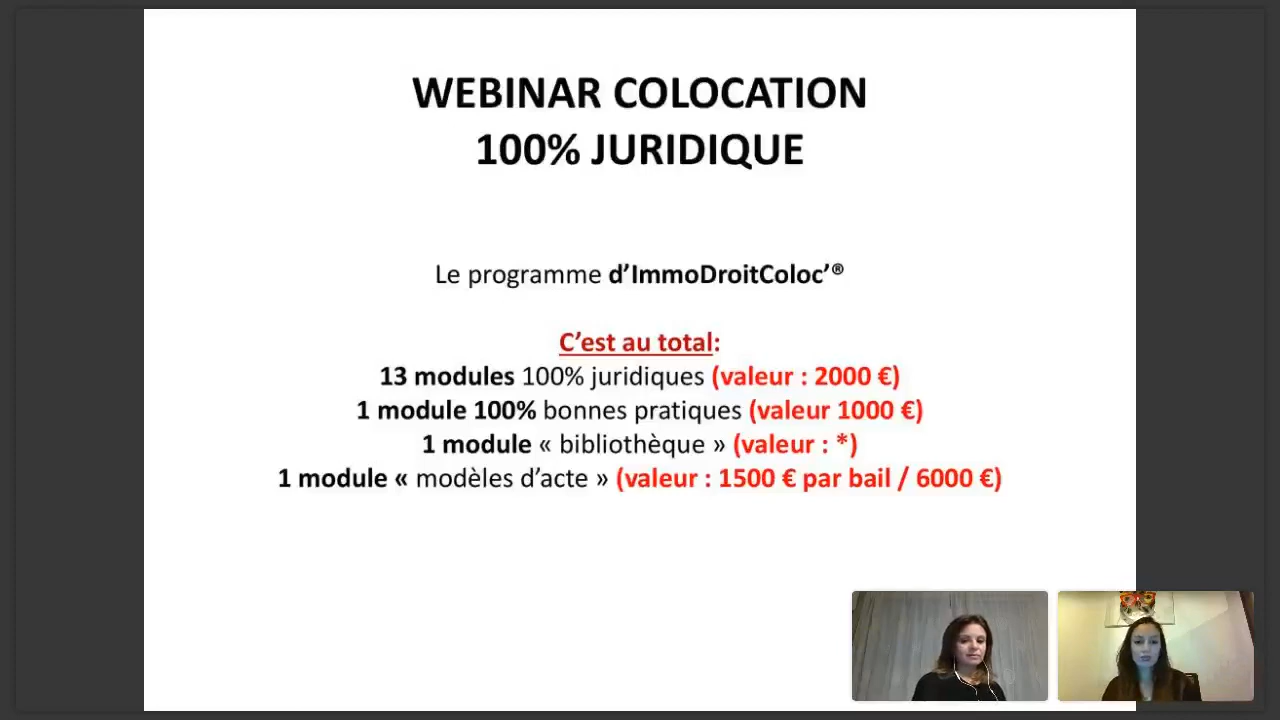 WEBINAR COLOCATION
100% JURIDIQUE
Le programme d’ImmoDroitColoc’®
C’est au total:
13 modules 100% juridiques (valeur : 2000 €)
1 module 100% bonnes pratiques (valeur 1000 €)
1 module « bibliothèque » (valeur : *)
1 module « modèles d’acte » (valeur : 1500 € par bail / 6000 €)